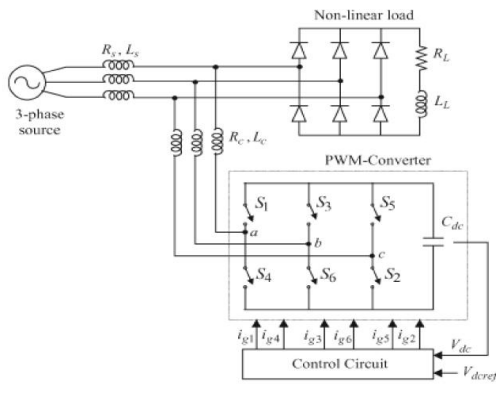 Non-linear load
R_s , L_s
R_L
L_L
3-phase
source
R_c , L_c
PWM-Converter
S_1
S_3
S_5
C_dc
a
b
c
S_4
S_6
S_2
i_g1 i_g4 i_g3 i_g6 i_g5 i_g2
V_dc
Control Circuit
V_dcref